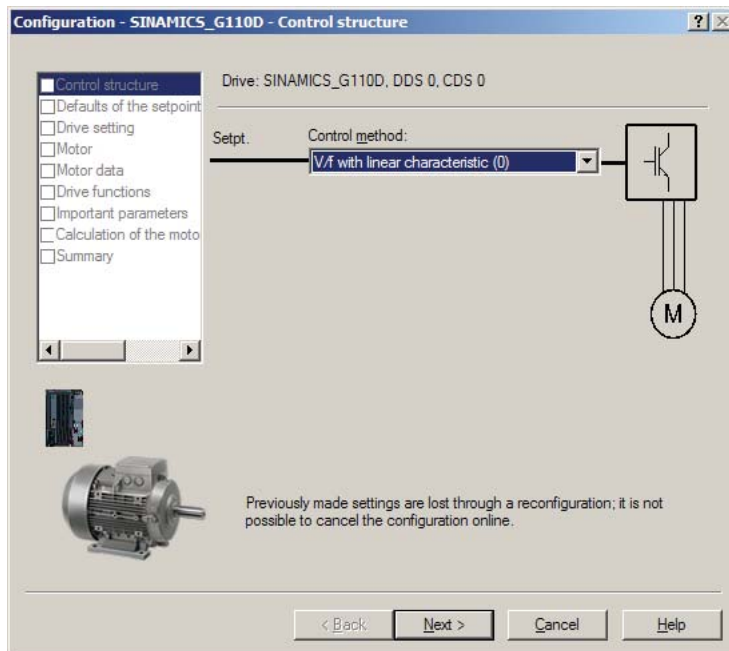 Configuration - SINAMICS_G110D - Control structure
Control structure
Defaults of the setpoint
Drive setting
Motor
Motor data
Drive functions
Important parameters
Calculation of the moto
Summary
Drive: SINAMICS_G110D, DDS 0, CDS 0
Setpt.
Control method:
V/f with linear characteristic (0)
M
Previously made settings are lost through a reconfiguration; it is not
possible to cancel the configuration online.
< Back
Next >
Cancel
Help